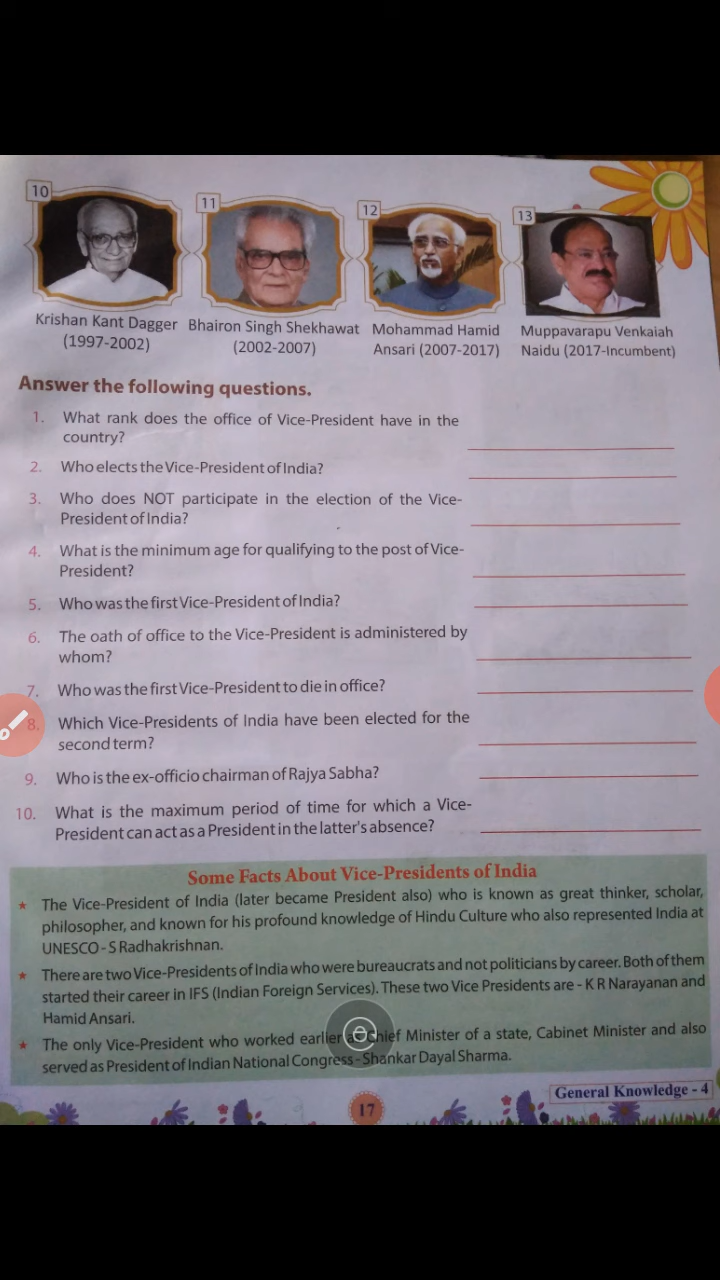 10
11
12
13
Krishan Kant Dagger
(1997-2002)
Bhairon Singh Shekhawat
(2002-2007)
Mohammad Hamid
Ansari (2007-2017)
Muppavarapu Venkaiah
Naidu (2017-Incumbent)
Answer the following questions.
1. What rank does the office of Vice-President have in the
country?
2. Who elects the Vice-President of India?
3. Who does NOT participate in the election of the Vice-
President of India?
4. What is the minimum age for qualifying to the post of Vice-
President?
5. Who was the first Vice-President of India?
6. The oath of office to the Vice-President is administered by
whom?
7. Who was the first Vice-President to die in office?
8. Which Vice-Presidents of India have been elected for the
second term?
9. Who is the ex-officio chairman of Rajya Sabha?
10. What is the maximum period of time for which a Vice-
President can act as a President in the latter's absence?
Some Facts About Vice-Presidents of India
★ The Vice-President of India (later became President also) who is known as great thinker, scholar,
philosopher, and known for his profound knowledge of Hindu Culture who also represented India at
UNESCO - S Radhakrishnan.
★ There are two Vice-Presidents of India who were bureaucrats and not politicians by career. Both of them
started their career in IFS (Indian Foreign Services). These two Vice Presidents are - K R Narayanan and
Hamid Ansari.
★ The only Vice-President who worked earlier as Chief Minister of a state, Cabinet Minister and also
served as President of Indian National Congress - Shankar Dayal Sharma.
General Knowledge - 4
17